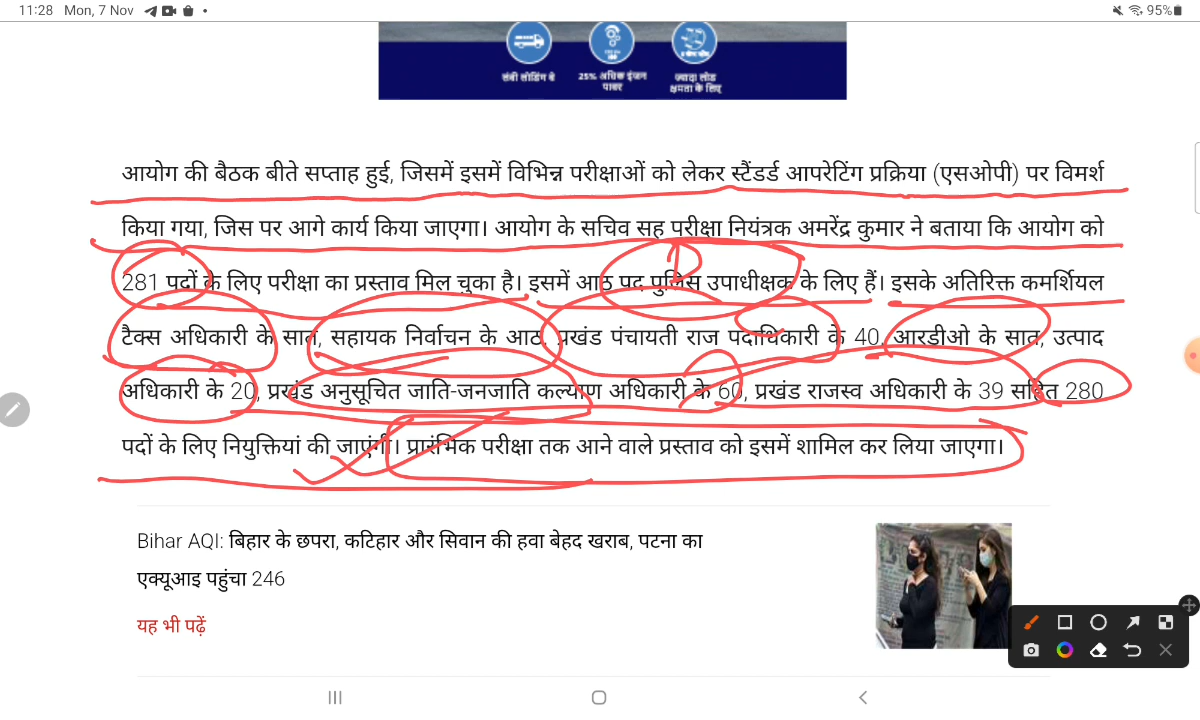 11:28 Mon, 7 Nov
95%
लंबी लोडिंग बे
25% अधिक इंजन पावर
ज्यादा लोड क्षमता के लिए
आयोग की बैठक बीते सप्ताह हुई, जिसमें इसमें विभिन्न परीक्षाओं को लेकर स्टैंडर्ड आपरेटिंग प्रक्रिया (एसओपी) पर विमर्श
किया गया, जिस पर आगे कार्य किया जाएगा। आयोग के सचिव सह परीक्षा नियंत्रक अमरेंद्र कुमार ने बताया कि आयोग को
281 पदों के लिए परीक्षा का प्रस्ताव मिल चुका है। इसमें आठ पद पुलिस उपाधीक्षक के लिए हैं। इसके अतिरिक्त कमर्शियल
टैक्स अधिकारी के सात, सहायक निर्वाचन के आठ, प्रखंड पंचायती राज पदाधिकारी के 40, आरडीओ के सात, उत्पाद
अधिकारी के 20, प्रखंड अनुसूचित जाति-जनजाति कल्याण अधिकारी के 60, प्रखंड राजस्व अधिकारी के 39 सहित 280
पदों के लिए नियुक्तियां की जाएंगी। प्रारंभिक परीक्षा तक आने वाले प्रस्ताव को इसमें शामिल कर लिया जाएगा।
Bihar AQI: बिहार के छपरा, कटिहार और सिवान की हवा बेहद खराब, पटना का
एक्यूआइ पहुंचा 246
यह भी पढ़ें